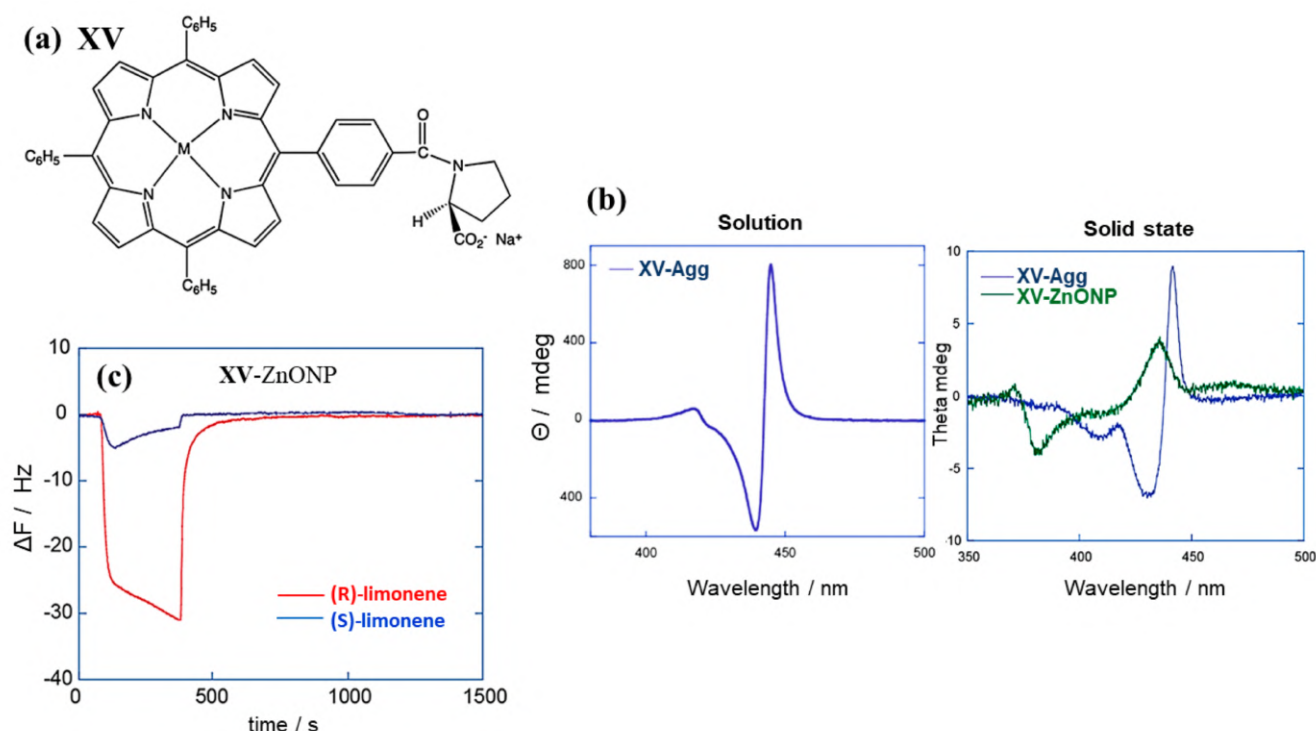 (a) XV
C₆H₅
N
N
M
N
N
C₆H₅
C₆H₅
O
C
N
H
CO₂⁻ Na⁺
(b)
Solution
XV-Agg
Θ / mdeg
800
400
0
400
400
450
500
Wavelength / nm
Solid state
XV-Agg
XV-ZnONP
Theta mdeg
10
5
0
-5
-10
350
400
450
500
Wavelength / nm
(c)
XV-ZnONP
ΔF / Hz
10
0
-10
-20
-30
-40
(R)-limonene
(S)-limonene
0
500
1000
1500
time / s